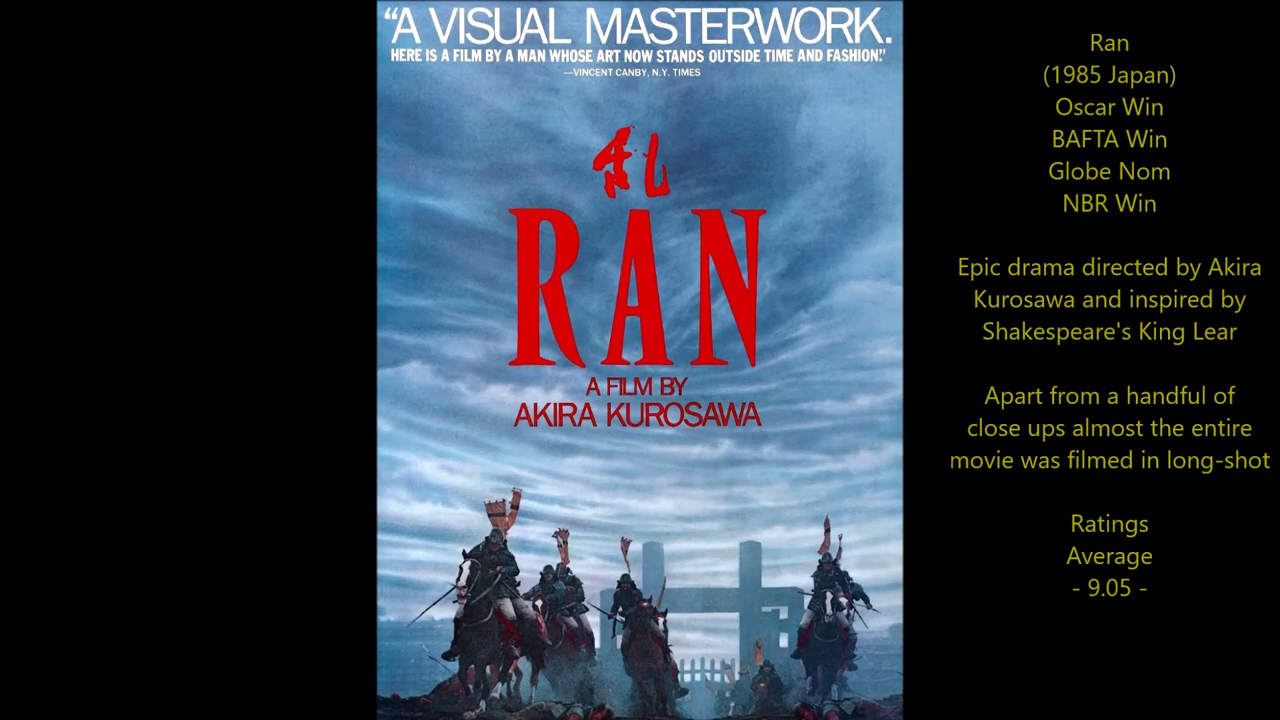 “A VISUAL MASTERWORK.
HERE IS A FILM BY A MAN WHOSE ART NOW STANDS OUTSIDE TIME AND FASHION.”
—VINCENT CANBY, N.Y. TIMES
乱
RAN
A FILM BY
AKIRA KUROSAWA
Ran
(1985 Japan)
Oscar Win
BAFTA Win
Globe Nom
NBR Win
Epic drama directed by Akira
Kurosawa and inspired by
Shakespeare's King Lear
Apart from a handful of
close ups almost the entire
movie was filmed in long-shot
Ratings
Average
- 9.05 -